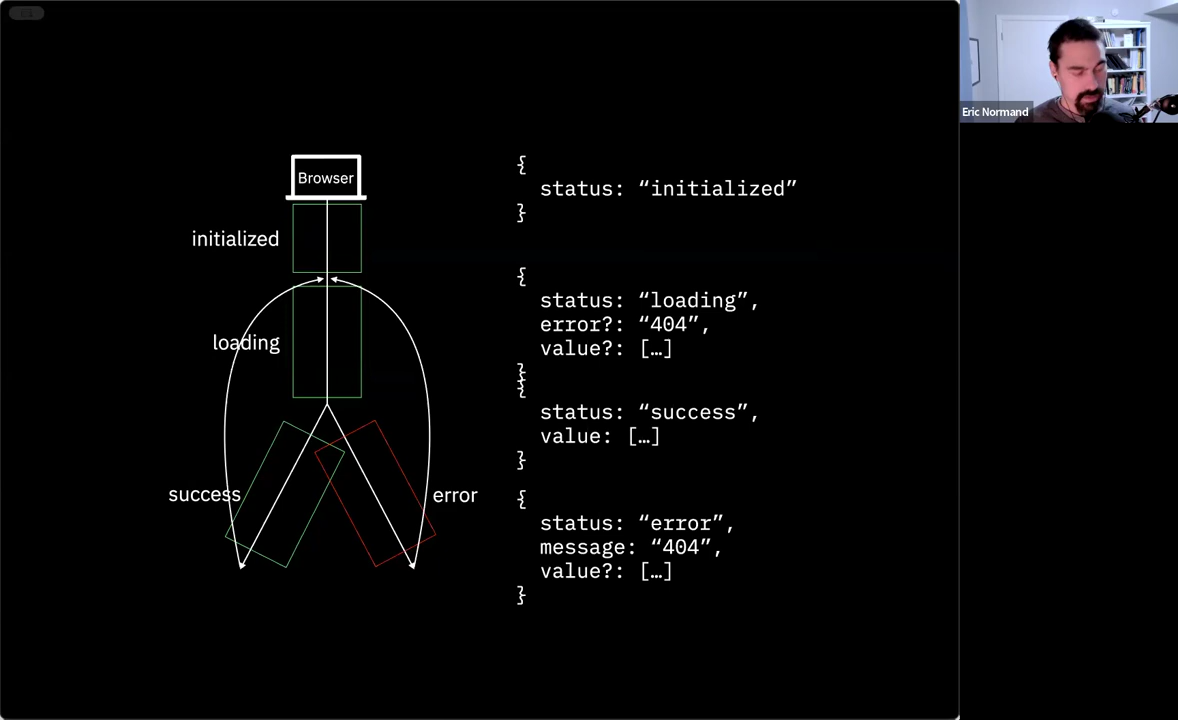 Browser
initialized
loading
success
error
{
status: “initialized”
}
{
status: “loading”,
error?: “404”,
value?: […]
}
{
status: “success”,
value: […]
}
{
status: “error”,
message: “404”,
value?: […]
}
Eric Normand